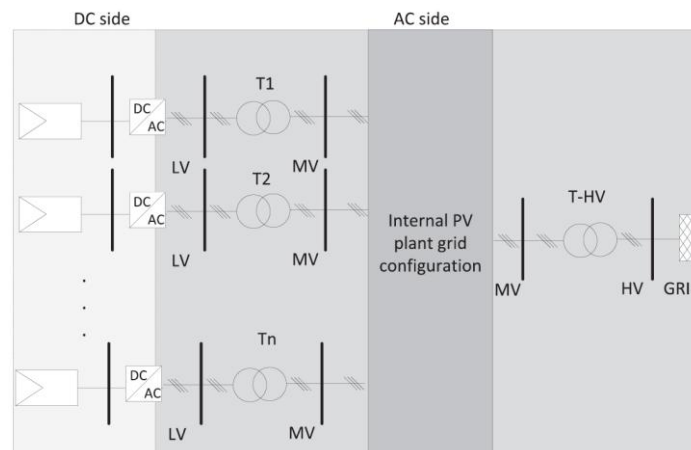 DC side
AC side
T1
DC
AC
LV
MV
T2
DC
AC
LV
MV
Internal PV
plant grid
configuration
T-HV
MV
HV
GRI
.
.
.
Tn
DC
AC
LV
MV